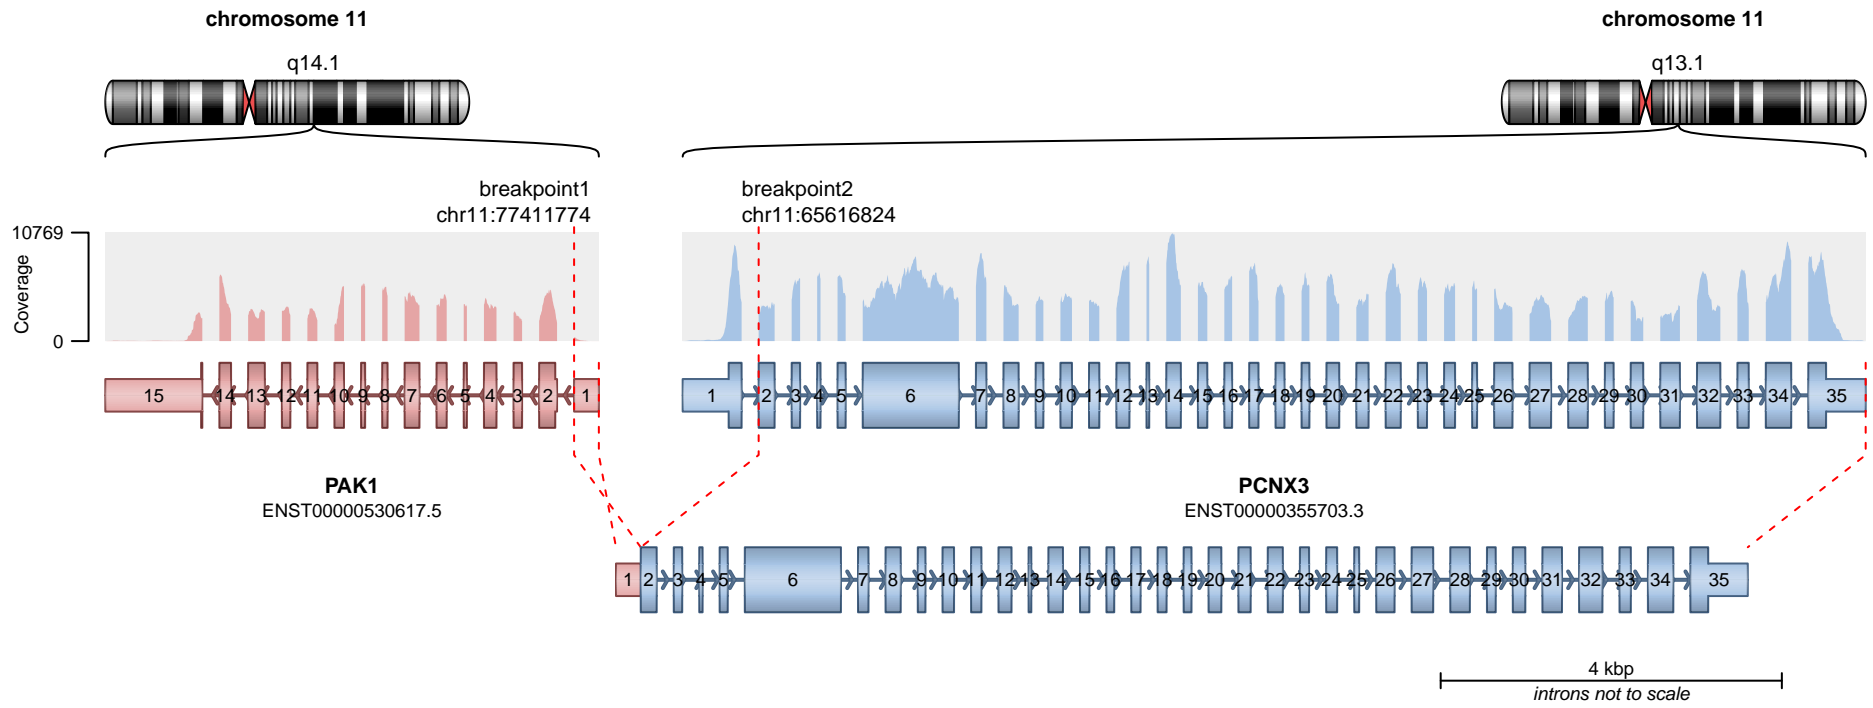 chromosome 11
chromosome 11
q14.1
q13.1
breakpoint1
chr11:77411774
breakpoint2
chr11:65616824
10769
Coverage
0
15 14 13 12 11 10 9 8 7 6 5 4 3 2 1
1 2 3 4 5 6 7 8 9 10 11 12 13 14 15 16 17 18 19 20 21 22 23 24 25 26 27 28 29 30 31 32 33 34 35
PAK1
ENST00000530617.5
PCNX3
ENST00000355703.3
1 2 3 4 5 6 7 8 9 10 11 12 13 14 15 16 17 18 19 20 21 22 23 24 25 26 27 28 29 30 31 32 33 34 35
4 kbp
introns not to scale